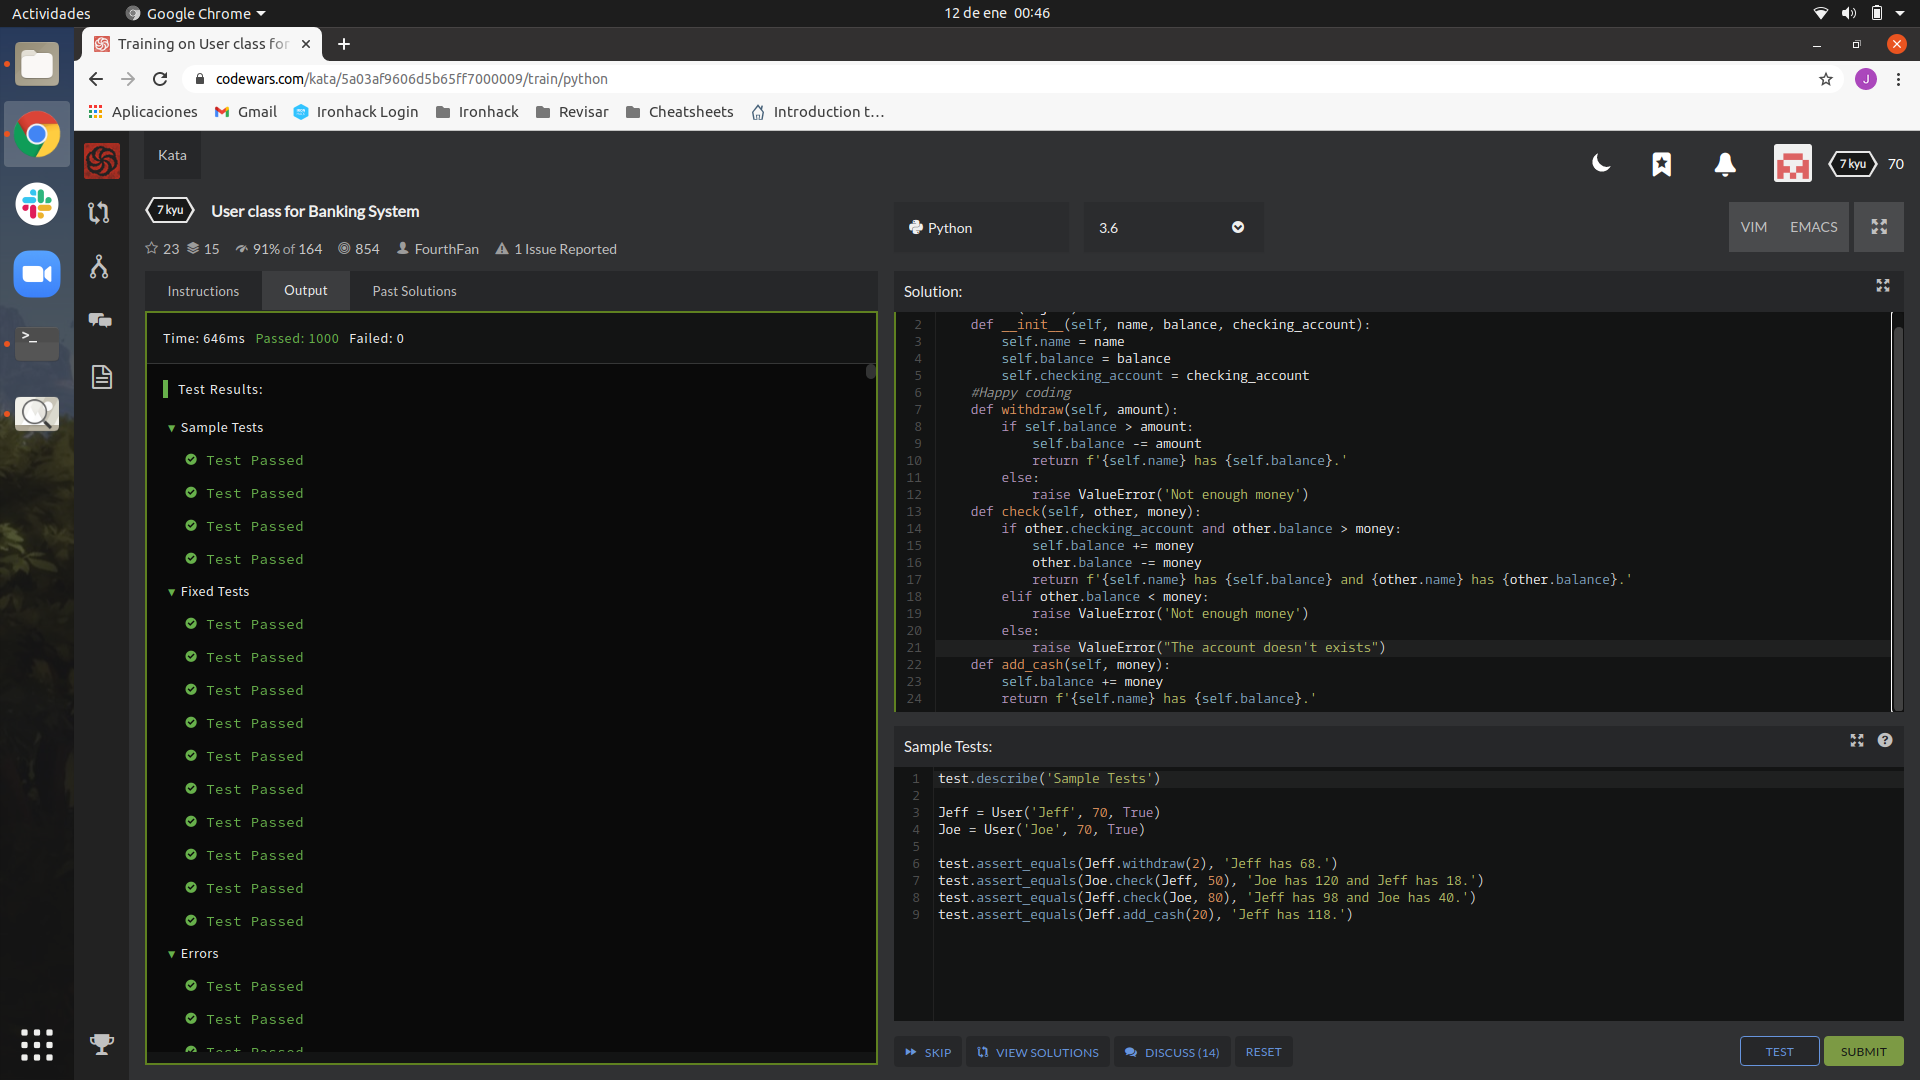 Actividades
Google Chrome
12 de ene 00:46
Training on User class for
codewars.com/kata/5a03af9606d5b65ff7000009/train/python
J
Aplicaciones
Gmail
Ironhack Login
Ironhack
Revisar
Cheatsheets
Introduction t…
Kata
7 kyu
70
7 kyu
User class for Banking System
23
15
91% of 164
854
FourthFan
1 Issue Reported
Python
3.6
VIM
EMACS
Instructions
Output
Past Solutions
Time: 646ms Passed: 1000 Failed: 0
Test Results:
Sample Tests
Test Passed
Test Passed
Test Passed
Test Passed
Fixed Tests
Test Passed
Test Passed
Test Passed
Test Passed
Test Passed
Test Passed
Test Passed
Test Passed
Test Passed
Test Passed
Errors
Test Passed
Test Passed
Test Passed
Solution:
2 def __init__(self, name, balance, checking_account):
3 self.name = name
4 self.balance = balance
5 self.checking_account = checking_account
6 #Happy coding
7 def withdraw(self, amount):
8 if self.balance > amount:
9 self.balance -= amount
10 return f'{self.name} has {self.balance}.'
11 else:
12 raise ValueError('Not enough money')
13 def check(self, other, money):
14 if other.checking_account and other.balance > money:
15 self.balance += money
16 other.balance -= money
17 return f'{self.name} has {self.balance} and {other.name} has {other.balance}.'
18 elif other.balance < money:
19 raise ValueError('Not enough money')
20 else:
21 raise ValueError("The account doesn't exists")
22 def add_cash(self, money):
23 self.balance += money
24 return f'{self.name} has {self.balance}.'
Sample Tests:
1 test.describe('Sample Tests')
2
3 Jeff = User('Jeff', 70, True)
4 Joe = User('Joe', 70, True)
5
6 test.assert_equals(Jeff.withdraw(2), 'Jeff has 68.')
7 test.assert_equals(Joe.check(Jeff, 50), 'Joe has 120 and Jeff has 18.')
8 test.assert_equals(Jeff.check(Joe, 80), 'Jeff has 98 and Joe has 40.')
9 test.assert_equals(Jeff.add_cash(20), 'Jeff has 118.')
SKIP
VIEW SOLUTIONS
DISCUSS (14)
RESET
TEST
SUBMIT